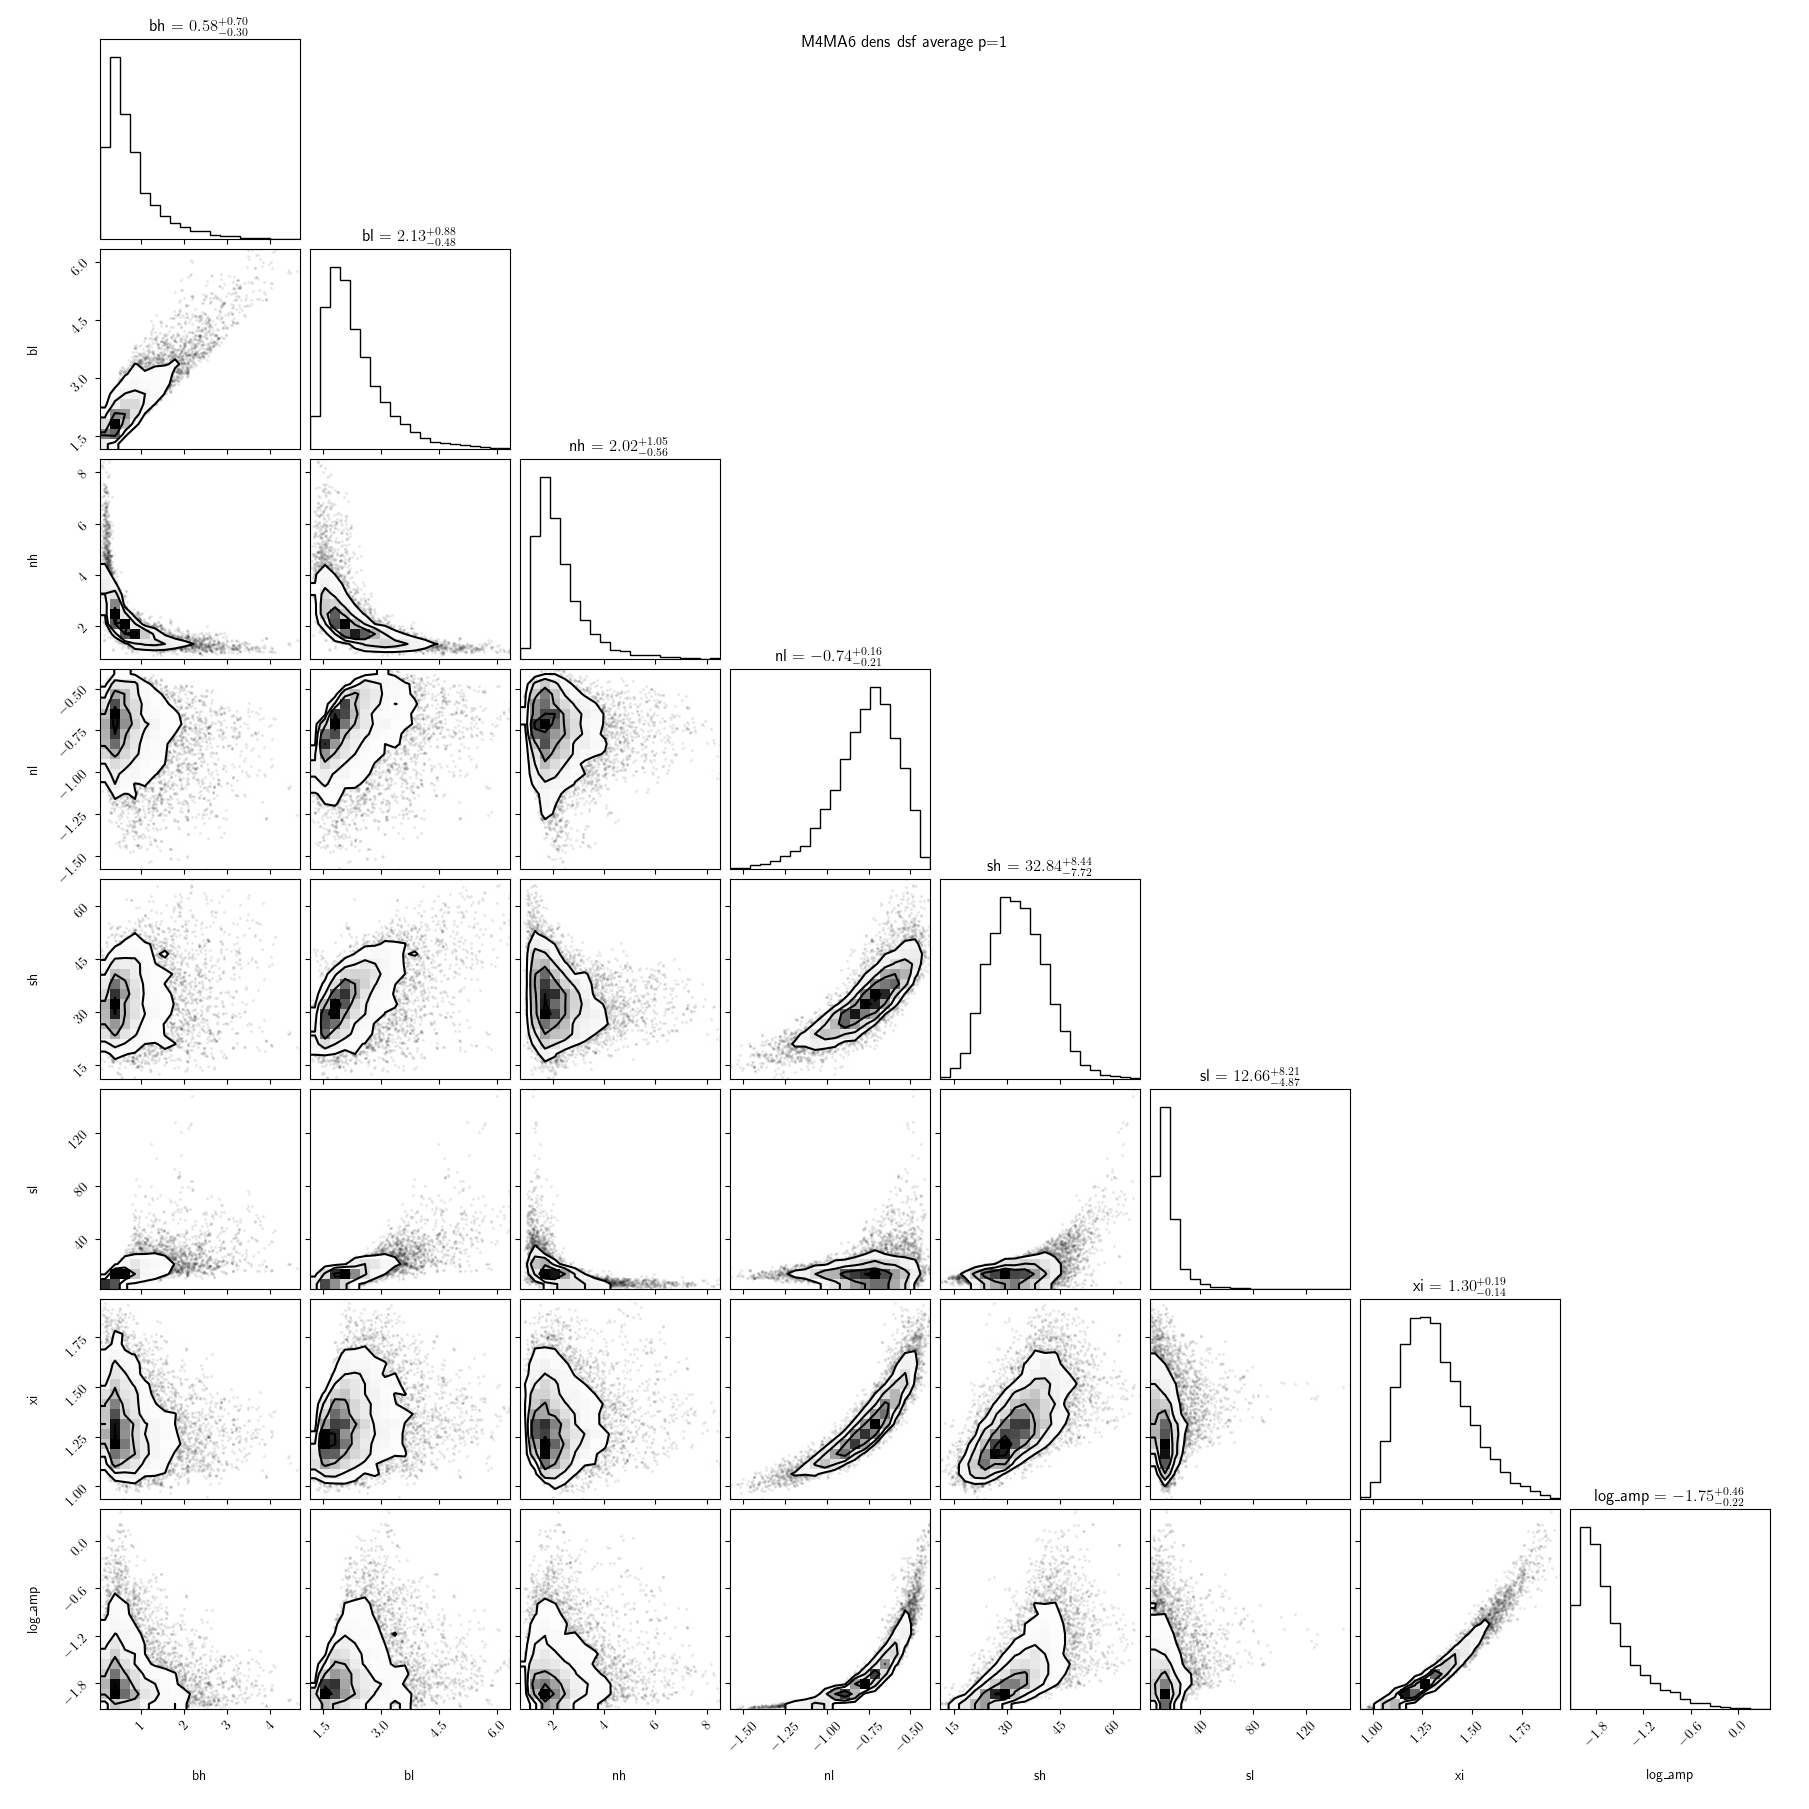 M4MA6 dens dsf average p=1
bh = 0.58^{+0.70}_{-0.30}
bl = 2.13^{+0.88}_{-0.48}
6.0
4.5
3.0
1.5
bl
nh = 2.02^{+1.05}_{-0.56}
8
6
4
2
nh
nl = −0.74^{+0.16}_{-0.21}
−0.50
−0.75
−1.00
−1.25
−1.50
nl
sh = 32.84^{+8.44}_{-7.72}
60
45
30
15
sh
sl = 12.66^{+8.21}_{-4.87}
120
80
40
sl
xi = 1.30^{+0.19}_{-0.14}
1.75
1.50
1.25
1.00
xi
log_amp = −1.75^{+0.46}_{-0.22}
0.0
−0.6
−1.2
−1.8
log_amp
1 2 3 4 1.5 3.0 4.5 6.0 2 4 6 8 −1.50 −1.25 −1.00 −0.75 −0.50 15 30 45 60 40 80 120 1.00 1.25 1.50 1.75 −1.8 −1.2 −0.6 0.0
bh bl nh nl sh sl xi log_amp